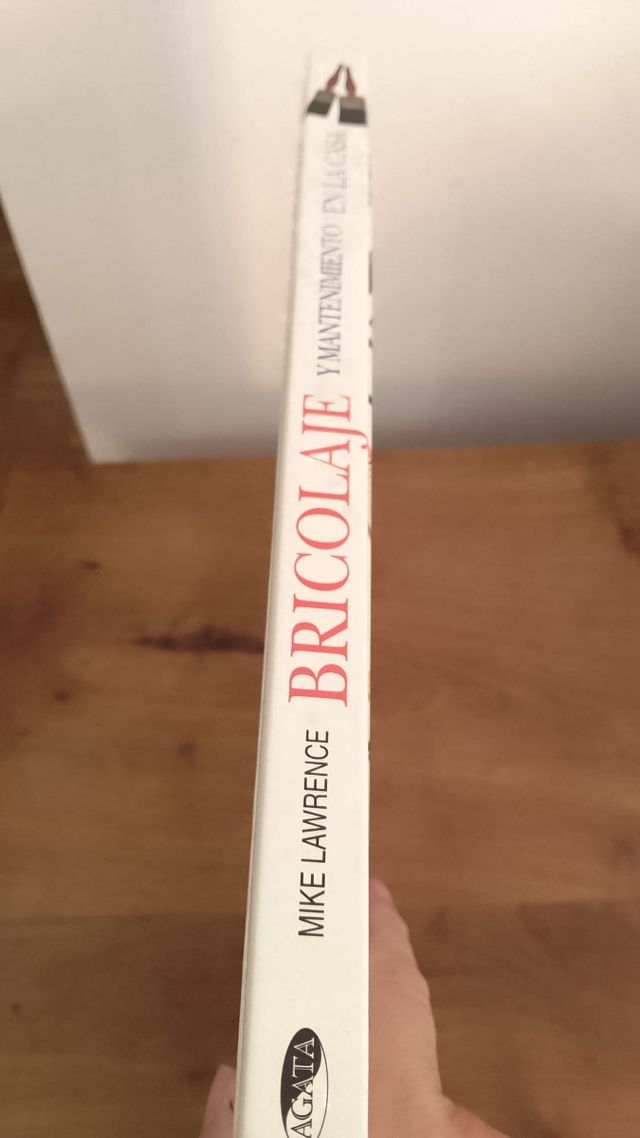 AGATA
MIKE LAWRENCE
BRICOLAJE
Y MANTENIMIENTO EN LA CASA